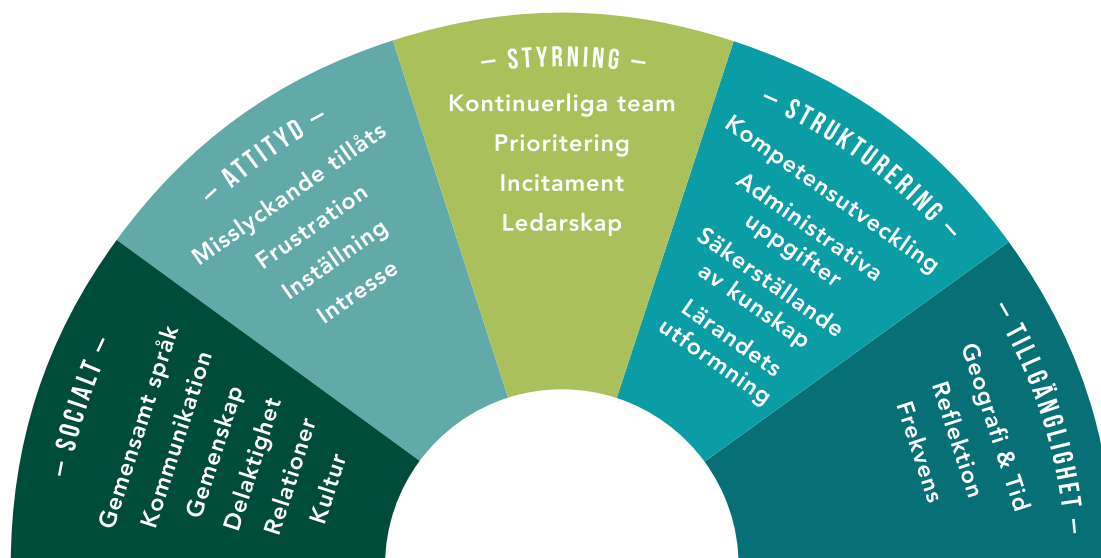 – SOCIALT –
Gemensamt språk
Kommunikation
Gemenskap
Delaktighet
Relationer
Kultur
– ATTITYD –
Misslyckande tillåts
Frustration
Inställning
Intresse
– STYRNING –
Kontinuerliga team
Prioritering
Incitament
Ledarskap
– STRUKTURERING –
Kompetensutveckling
Administrativa
uppgifter
Säkerställande
av kunskap
Lärandets
utformning
– TILLGÄNGLIGHET –
Geografi & Tid
Reflektion
Frekvens